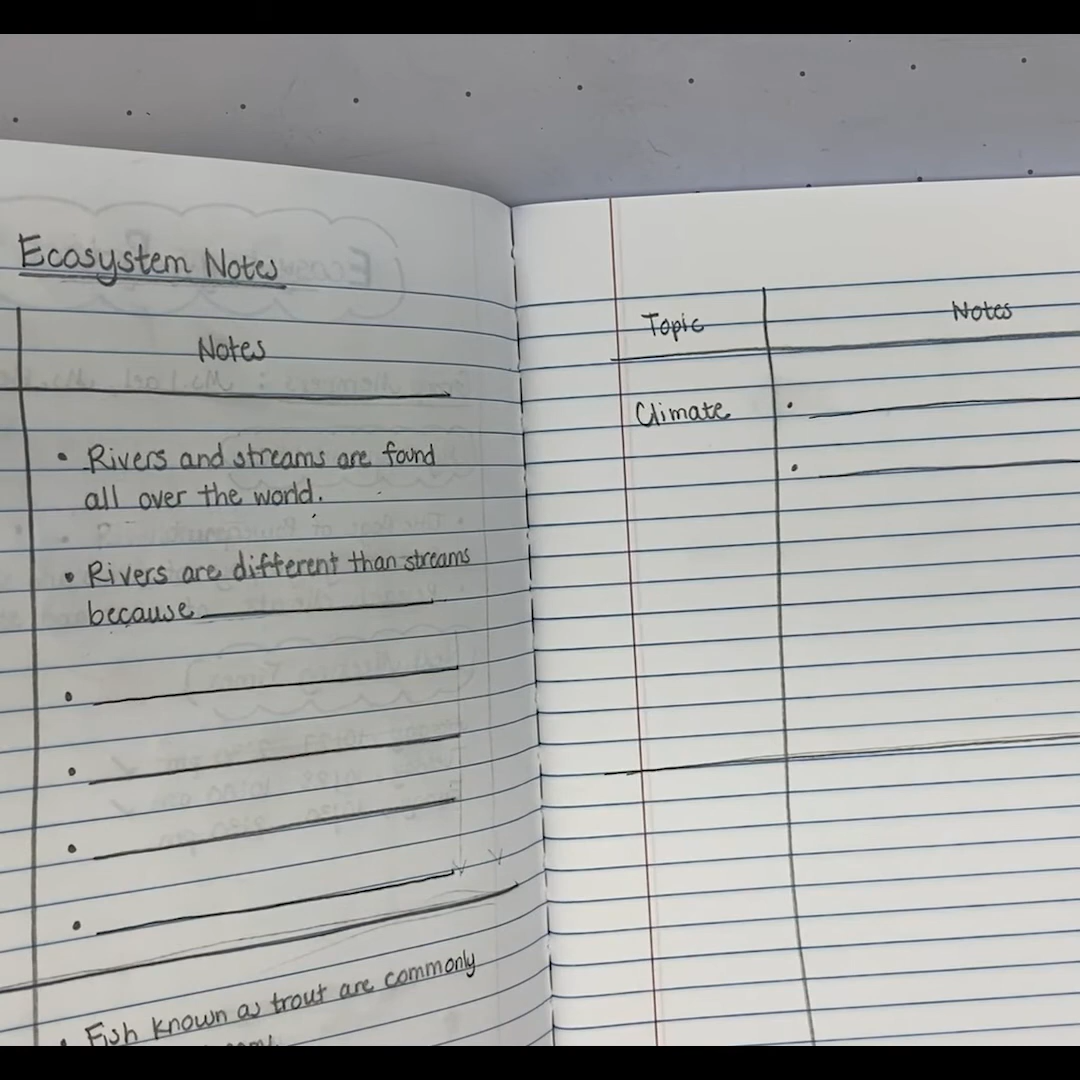 Ecosystem Notes
Notes
• Rivers and streams are found
all over the world.
• Rivers are different than streams
because
• Fish known as trout are commonly
Topic
Notes
Climate